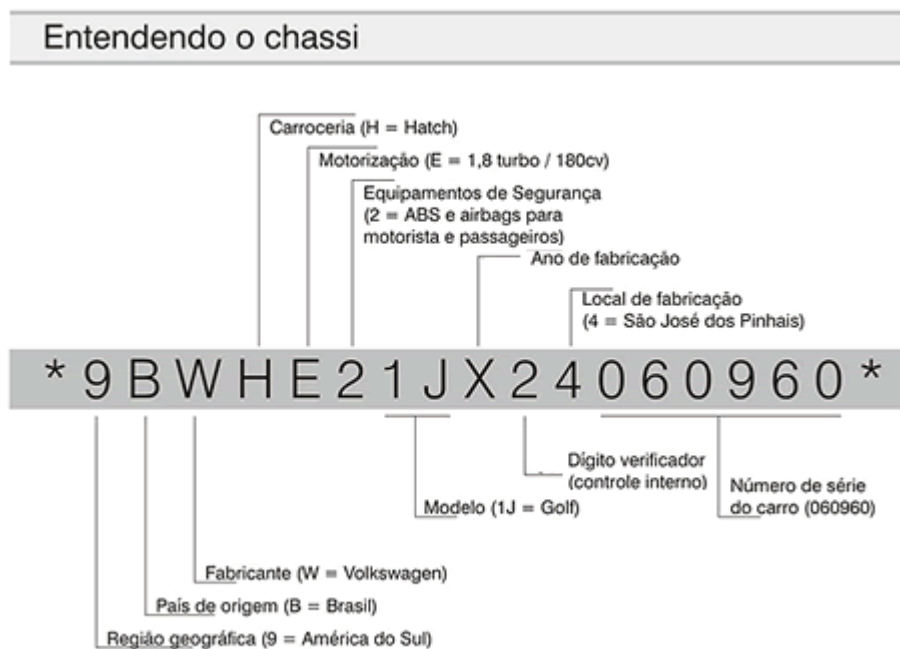 Entendendo o chassi
Carroceria (H = Hatch)
Motorização (E = 1,8 turbo / 180cv)
Equipamentos de Segurança
(2 = ABS e airbags para
motorista e passageiros)
Ano de fabricação
Local de fabricação
(4 = São José dos Pinhais)
*9BWHE21JX24060960*
Dígito verificador
(controle interno)
Número de série
do carro (060960)
Modelo (1J = Golf)
Fabricante (W = Volkswagen)
País de origem (B = Brasil)
Região geográfica (9 = América do Sul)